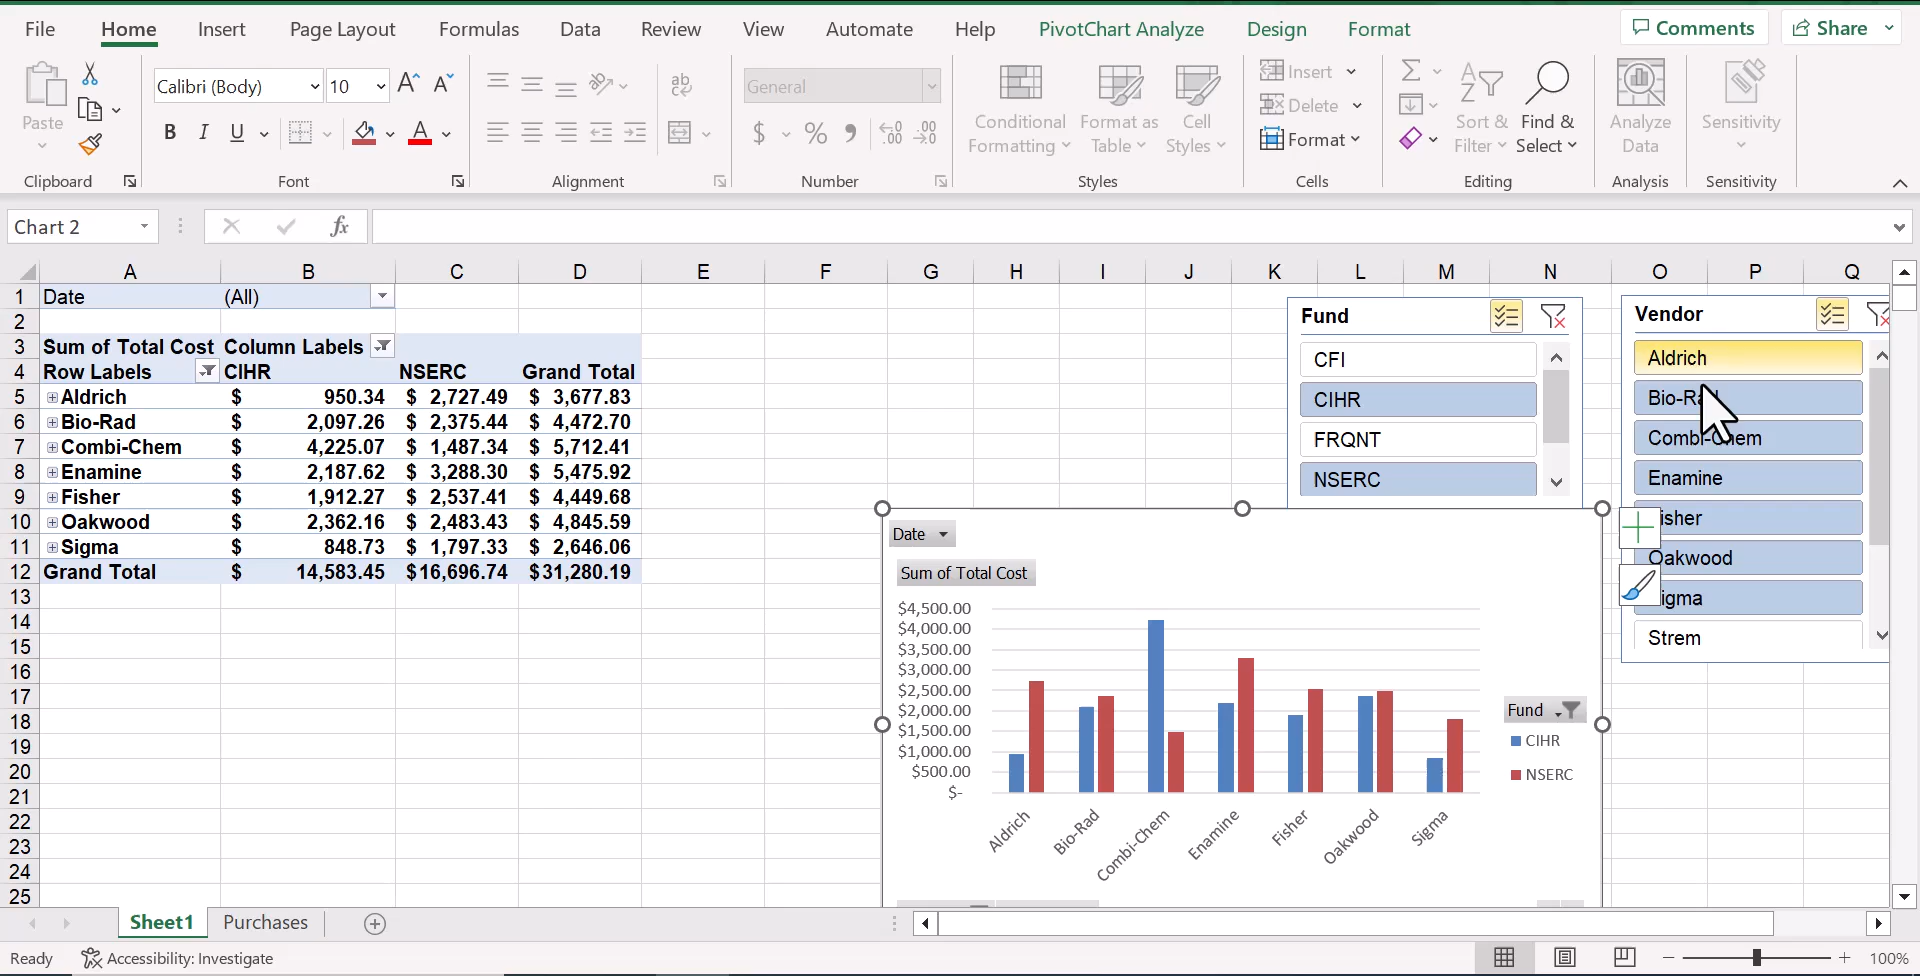 File Home Insert Page Layout Formulas Data Review View Automate Help PivotChart Analyze Design Format Comments Share
Calibri (Body) 10 A A ab General $ % Insert Σ A Z
Paste Conditional Format as Cell Delete Sort & Find & Analyze Sensitivity
B I U A Formatting Table Styles Format Filter Select Data
Clipboard Font Alignment Number Styles Cells Editing Analysis Sensitivity
Chart 2 fx
A B C D E F G H I J K L M N O P Q
1 Date (All)
2
3 Sum of Total Cost Column Labels
4 Row Labels CIHR NSERC Grand Total
5 Aldrich $ 950.34 $ 2,727.49 $ 3,677.83
6 Bio-Rad $ 2,097.26 $ 2,375.44 $ 4,472.70
7 Combi-Chem $ 4,225.07 $ 1,487.34 $ 5,712.41
8 Enamine $ 2,187.62 $ 3,288.30 $ 5,475.92
9 Fisher $ 1,912.27 $ 2,537.41 $ 4,449.68
10 Oakwood $ 2,362.16 $ 2,483.43 $ 4,845.59
11 Sigma $ 848.73 $ 1,797.33 $ 2,646.06
12 Grand Total $ 14,583.45 $16,696.74 $31,280.19
13
14
15
16
17
18
19
20
21
22
23
24
25
Fund
CFI
CIHR
FRQNT
NSERC
Vendor
Aldrich
Combi-Chem
Enamine
isher
Oakwood
igma
Strem
Date
Sum of Total Cost
$4,500.00
$4,000.00
$3,500.00
$3,000.00
$2,500.00
$2,000.00
$1,500.00
$1,000.00
$500.00
$-
Aldrich
Bio-Rad
Combi-Chem
Enamine
Fisher
Oakwood
Sigma
Fund
CIHR
NSERC
Sheet1 Purchases
Ready Accessibility: Investigate 100%